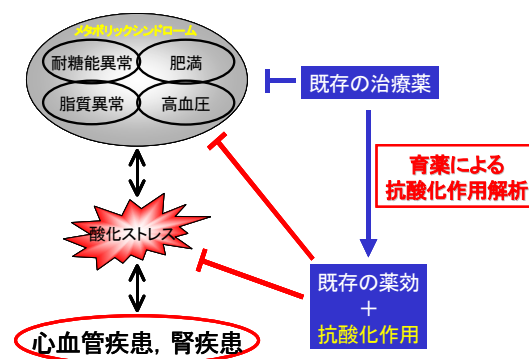 メタボリックシンドローム
耐糖能異常
肥満
脂質異常
高血圧
既存の治療薬
育薬による
抗酸化作用解析
酸化ストレス
既存の薬効
+
抗酸化作用
心血管疾患，腎疾患